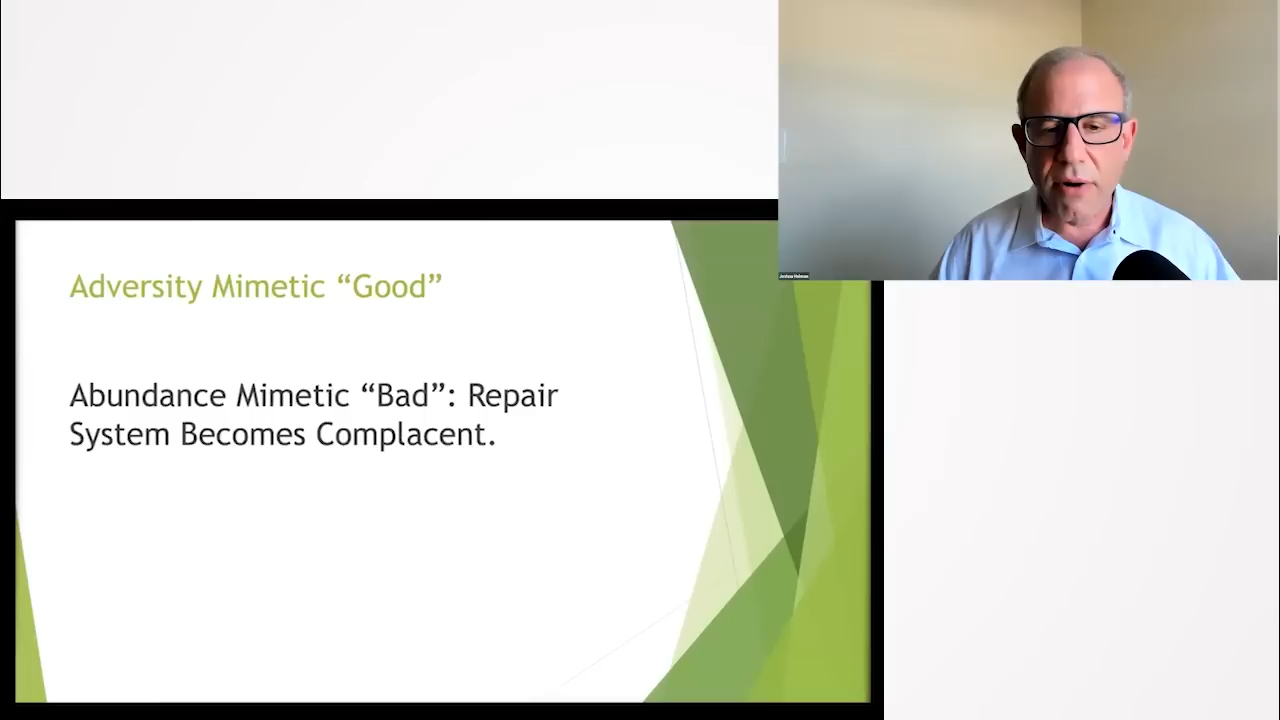 Adversity Mimetic “Good”
Abundance Mimetic “Bad”: Repair
System Becomes Complacent.